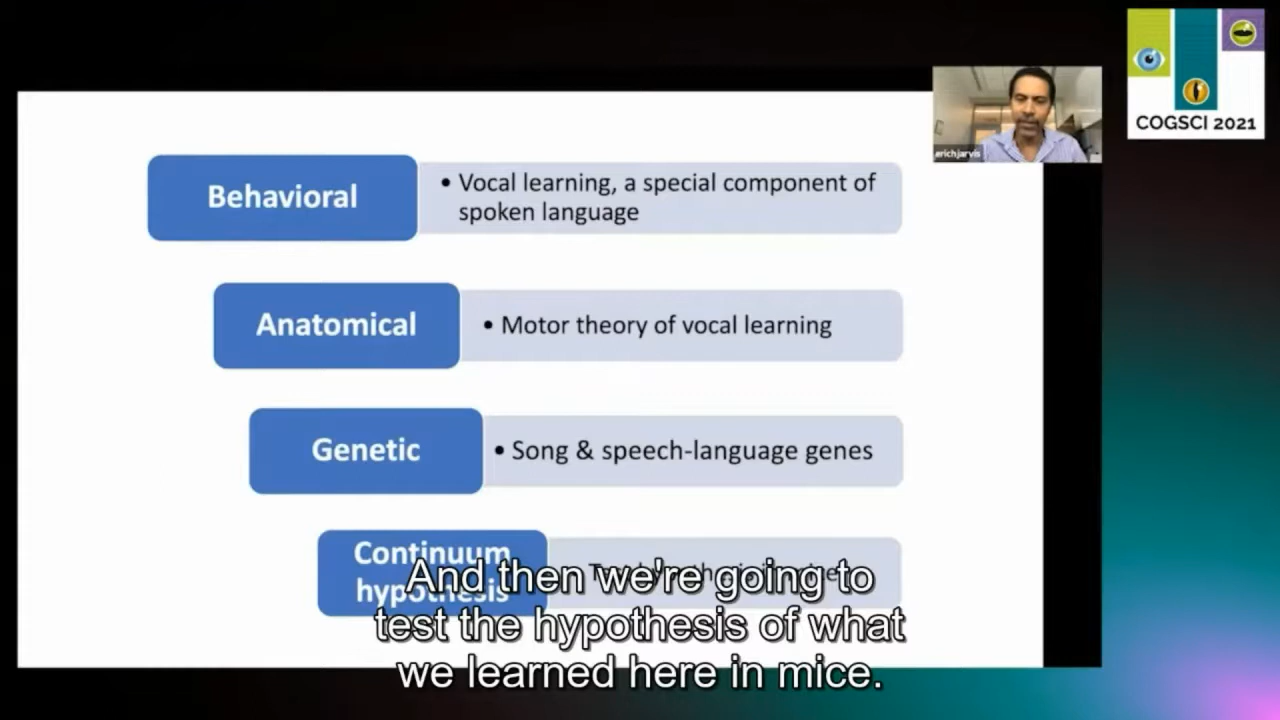 COGSCI 2021
erichjarvis
Behavioral
• Vocal learning, a special component of
spoken language
Anatomical
• Motor theory of vocal learning
Genetic
• Song & speech-language genes
Continuum
hypothesis
And then we're going to
test the hypothesis of what
we learned here in mice.